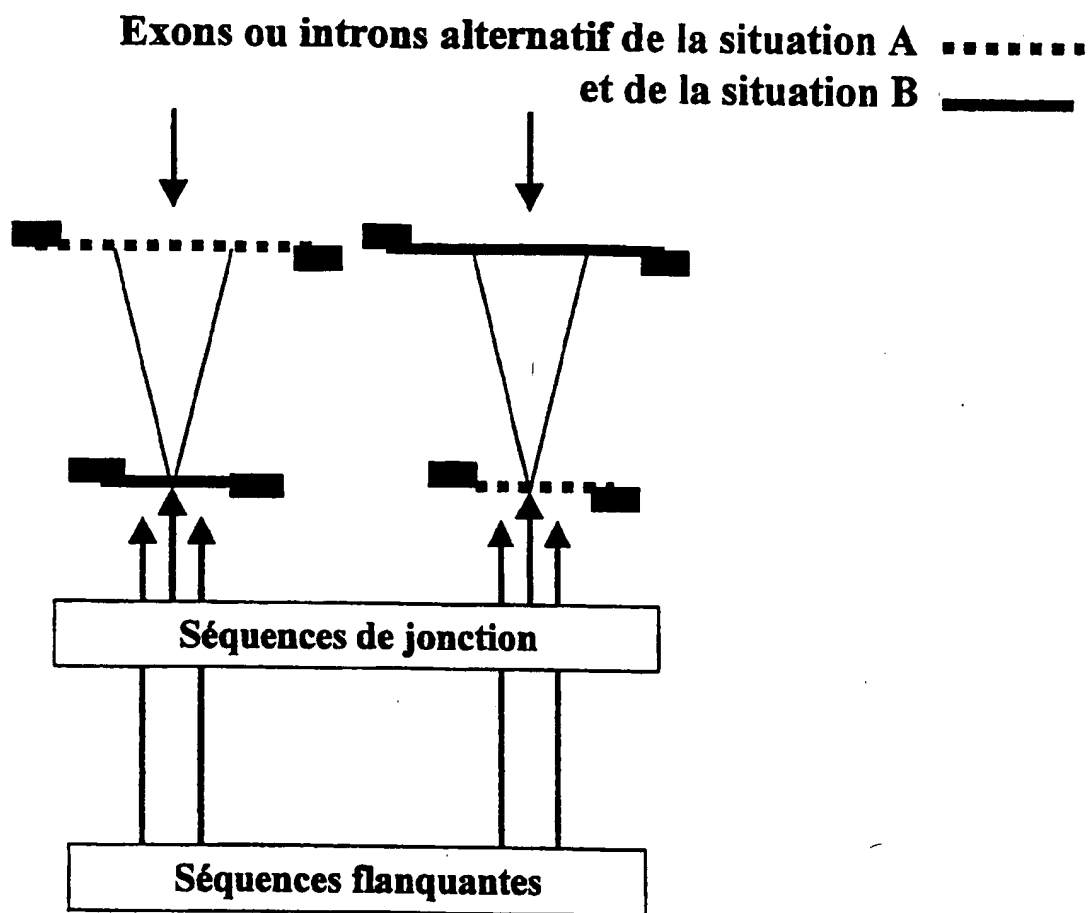 Exons ou introns alternatif de la situation A
et de la situation B
Séquences de jonction
Séquences flanquantes